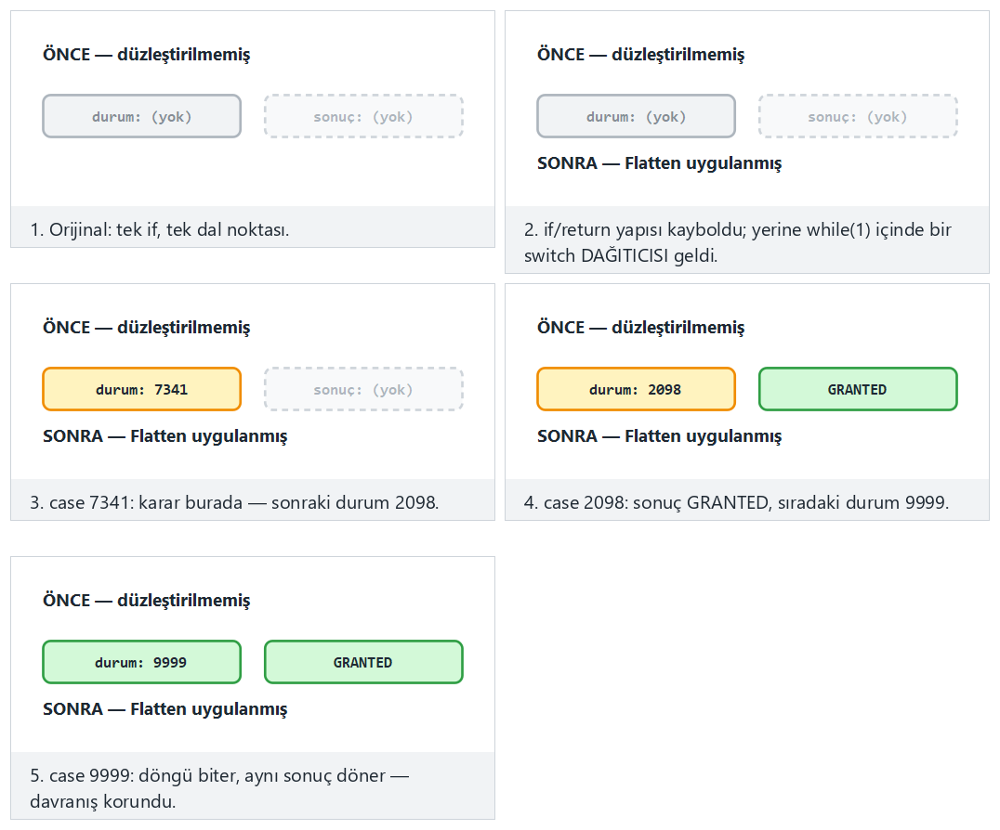 ÖNCE — düzleştirilmemiş
durum: (yok)
sonuç: (yok)
1. Orijinal: tek if, tek dal noktası.
ÖNCE — düzleştirilmemiş
durum: (yok)
sonuç: (yok)
SONRA — Flatten uygulanmış
2. if/return yapısı kayboldu; yerine while(1) içinde bir
switch DAĞITICISI geldi.
ÖNCE — düzleştirilmemiş
durum: 7341
sonuç: (yok)
SONRA — Flatten uygulanmış
3. case 7341: karar burada — sonraki durum 2098.
ÖNCE — düzleştirilmemiş
durum: 2098
GRANTED
SONRA — Flatten uygulanmış
4. case 2098: sonuç GRANTED, sıradaki durum 9999.
ÖNCE — düzleştirilmemiş
durum: 9999
GRANTED
SONRA — Flatten uygulanmış
5. case 9999: döngü biter, aynı sonuç döner —
davranış korundu.